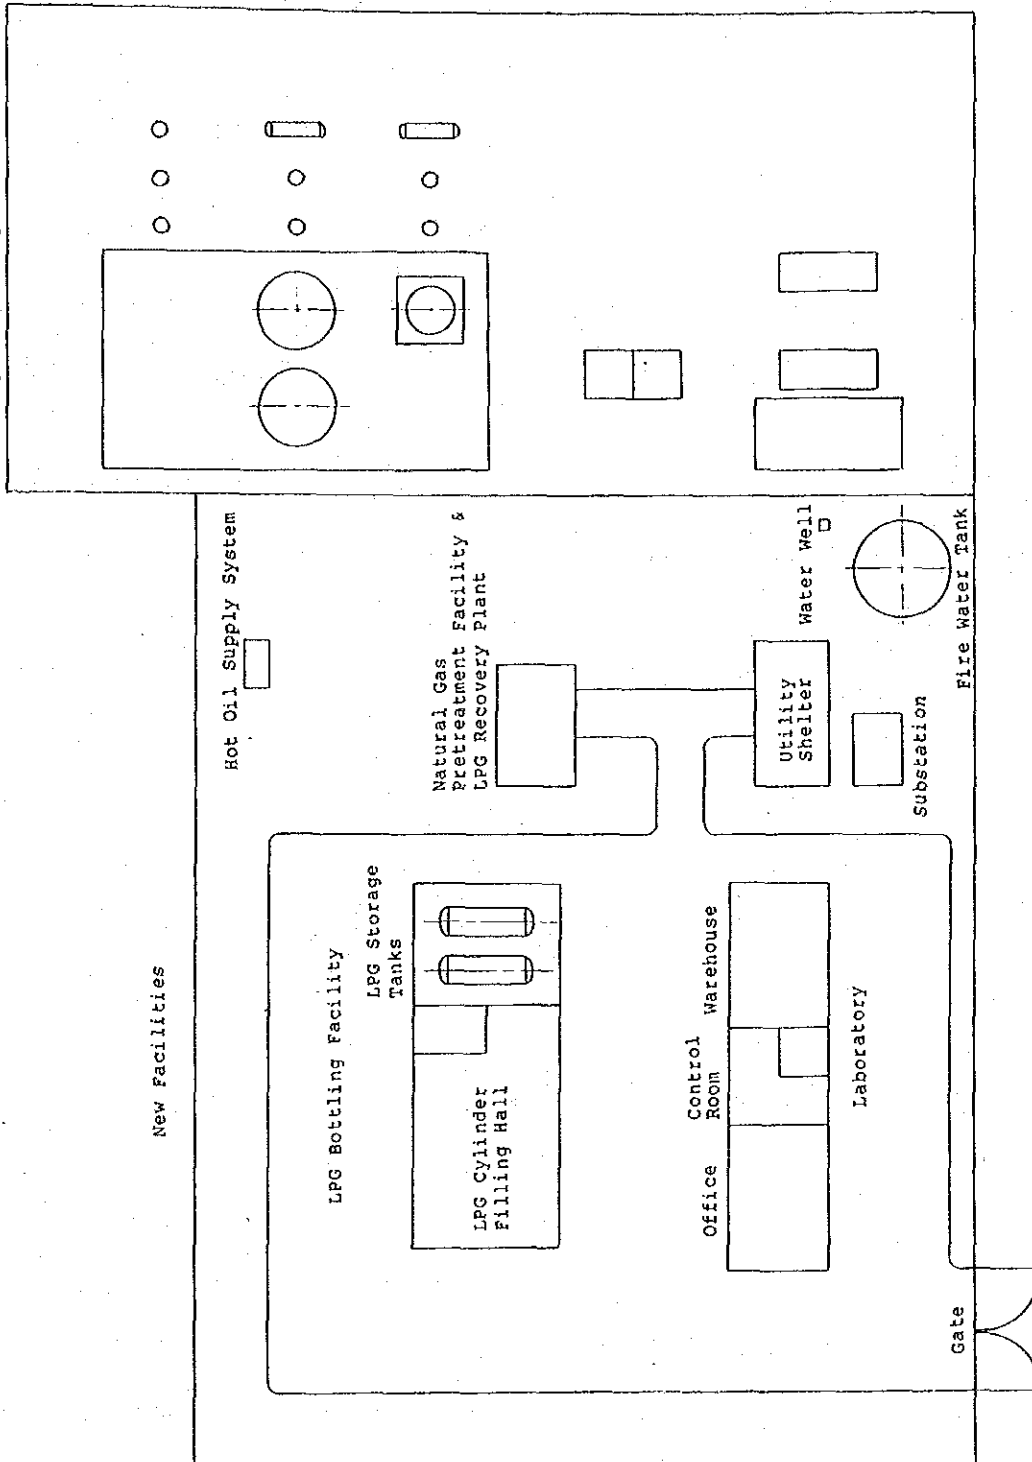 New Facilities
Hot Oil Supply System
LPG Bottling Facility
LPG Storage
Tanks
Natural Gas
Pretreatment Facility &
LPG Recovery Plant
LPG Cylinder
Filling Hall
Office
Control
Room
Warehouse
Utility
Shelter
Water Well
Laboratory
Substation
Gate
Fire Water Tank